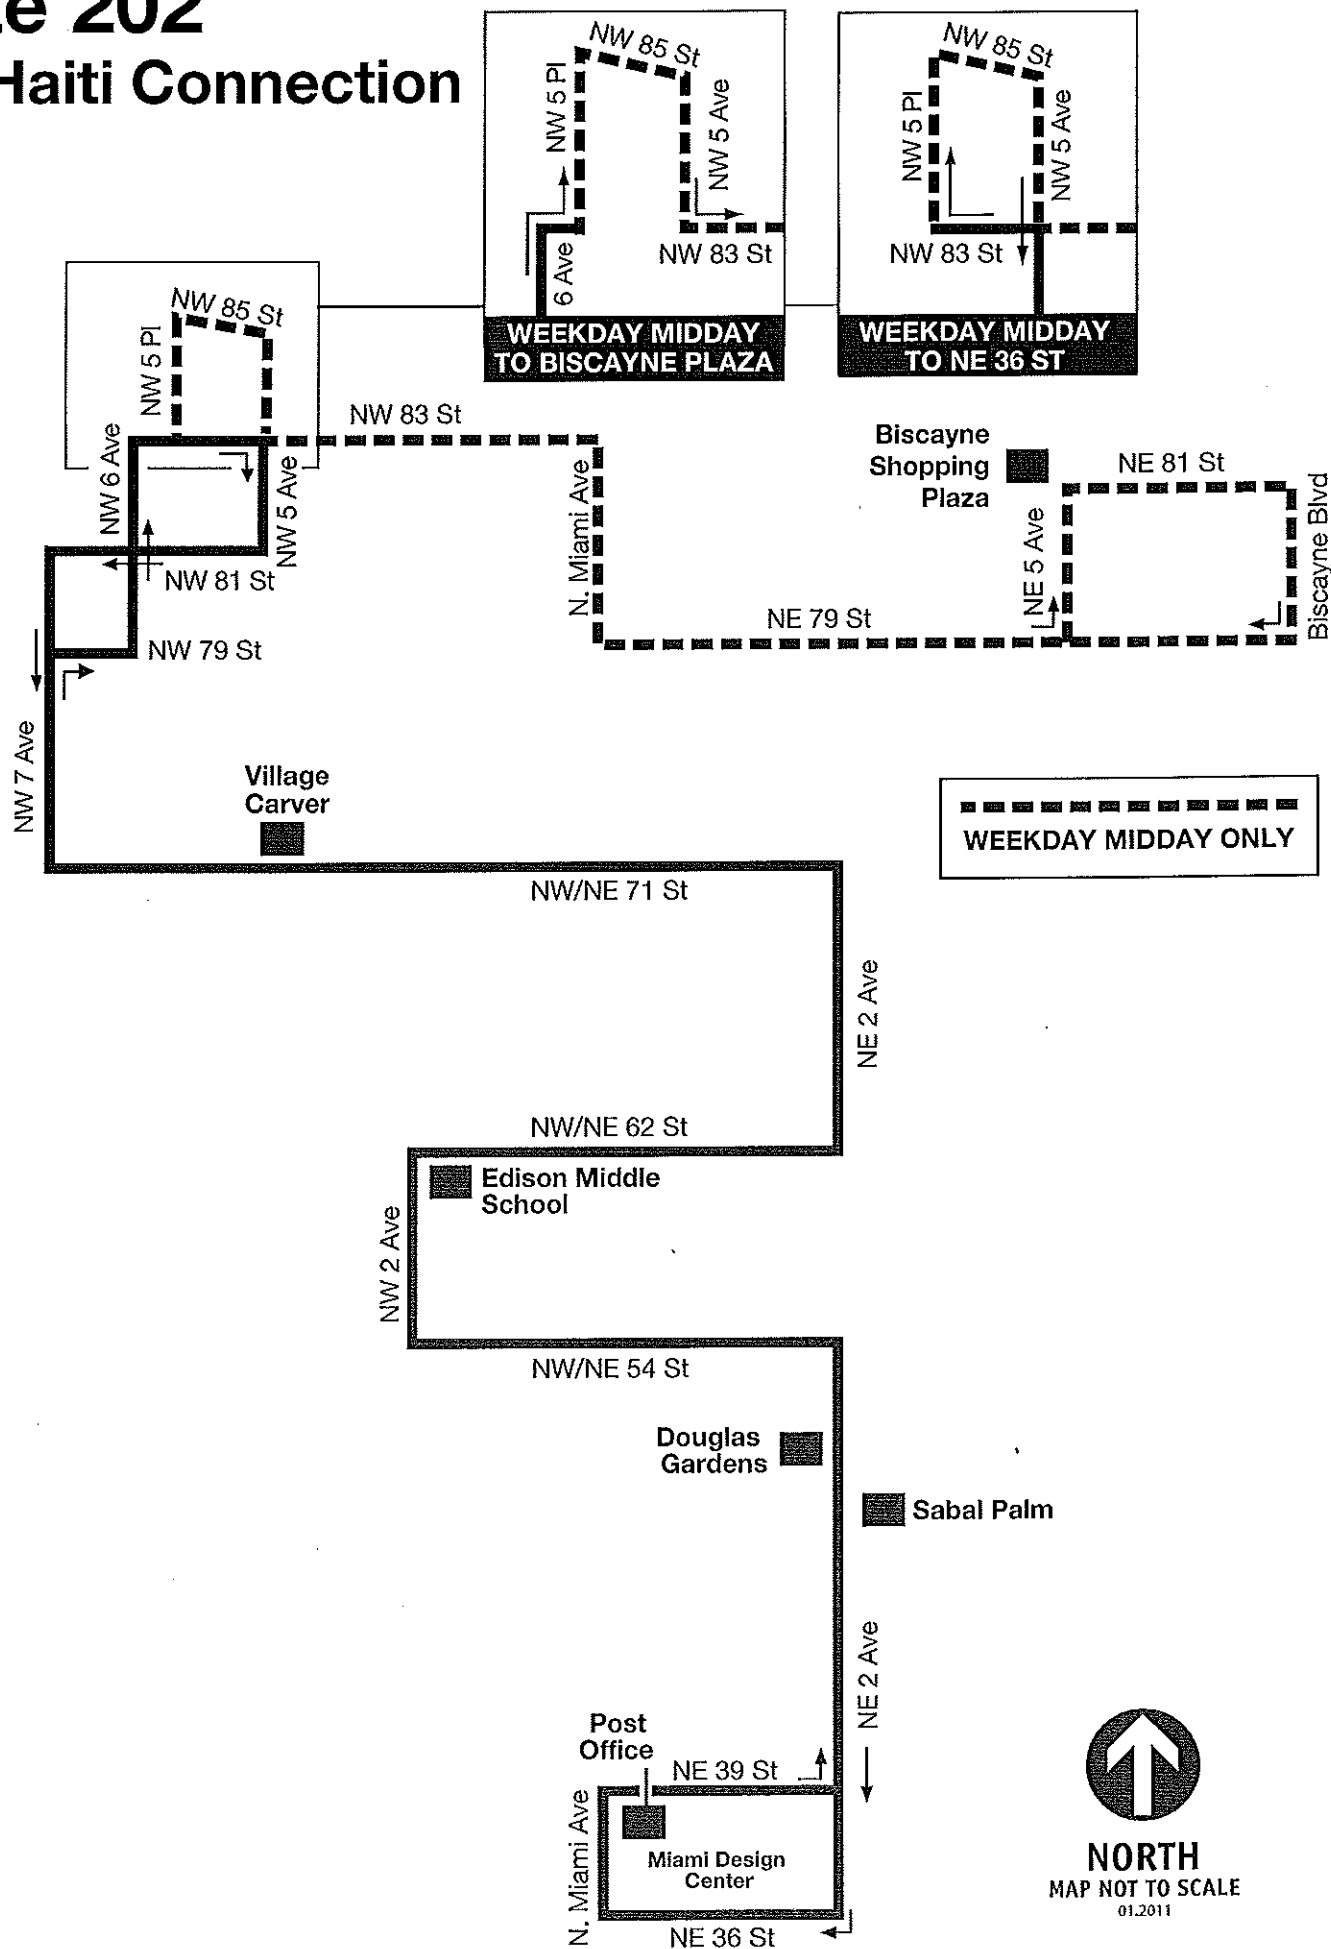 202
Haiti Connection
NW 85 St
NW 5 Pl
NW 5 Ave
NW 83 St
6 Ave
WEEKDAY MIDDAY
TO BISCAYNE PLAZA
NW 85 St
NW 5 Pl
NW 5 Ave
NW 83 St
WEEKDAY MIDDAY
TO NE 36 ST
NW 85 St
NW 5 Pl
NW 83 St
NW 6 Ave
NW 5 Ave
NW 81 St
NW 79 St
NW 7 Ave
N. Miami Ave
Biscayne
Shopping
Plaza
NE 81 St
NE 5 Ave
Biscayne Blvd
NE 79 St
Village
Carver
WEEKDAY MIDDAY ONLY
NW/NE 71 St
NE 2 Ave
NW/NE 62 St
Edison Middle
School
NW 2 Ave
NW/NE 54 St
Douglas
Gardens
Sabal Palm
NE 2 Ave
Post
Office
NE 39 St
N. Miami Ave
Miami Design
Center
NE 36 St
NORTH
MAP NOT TO SCALE
01.2011